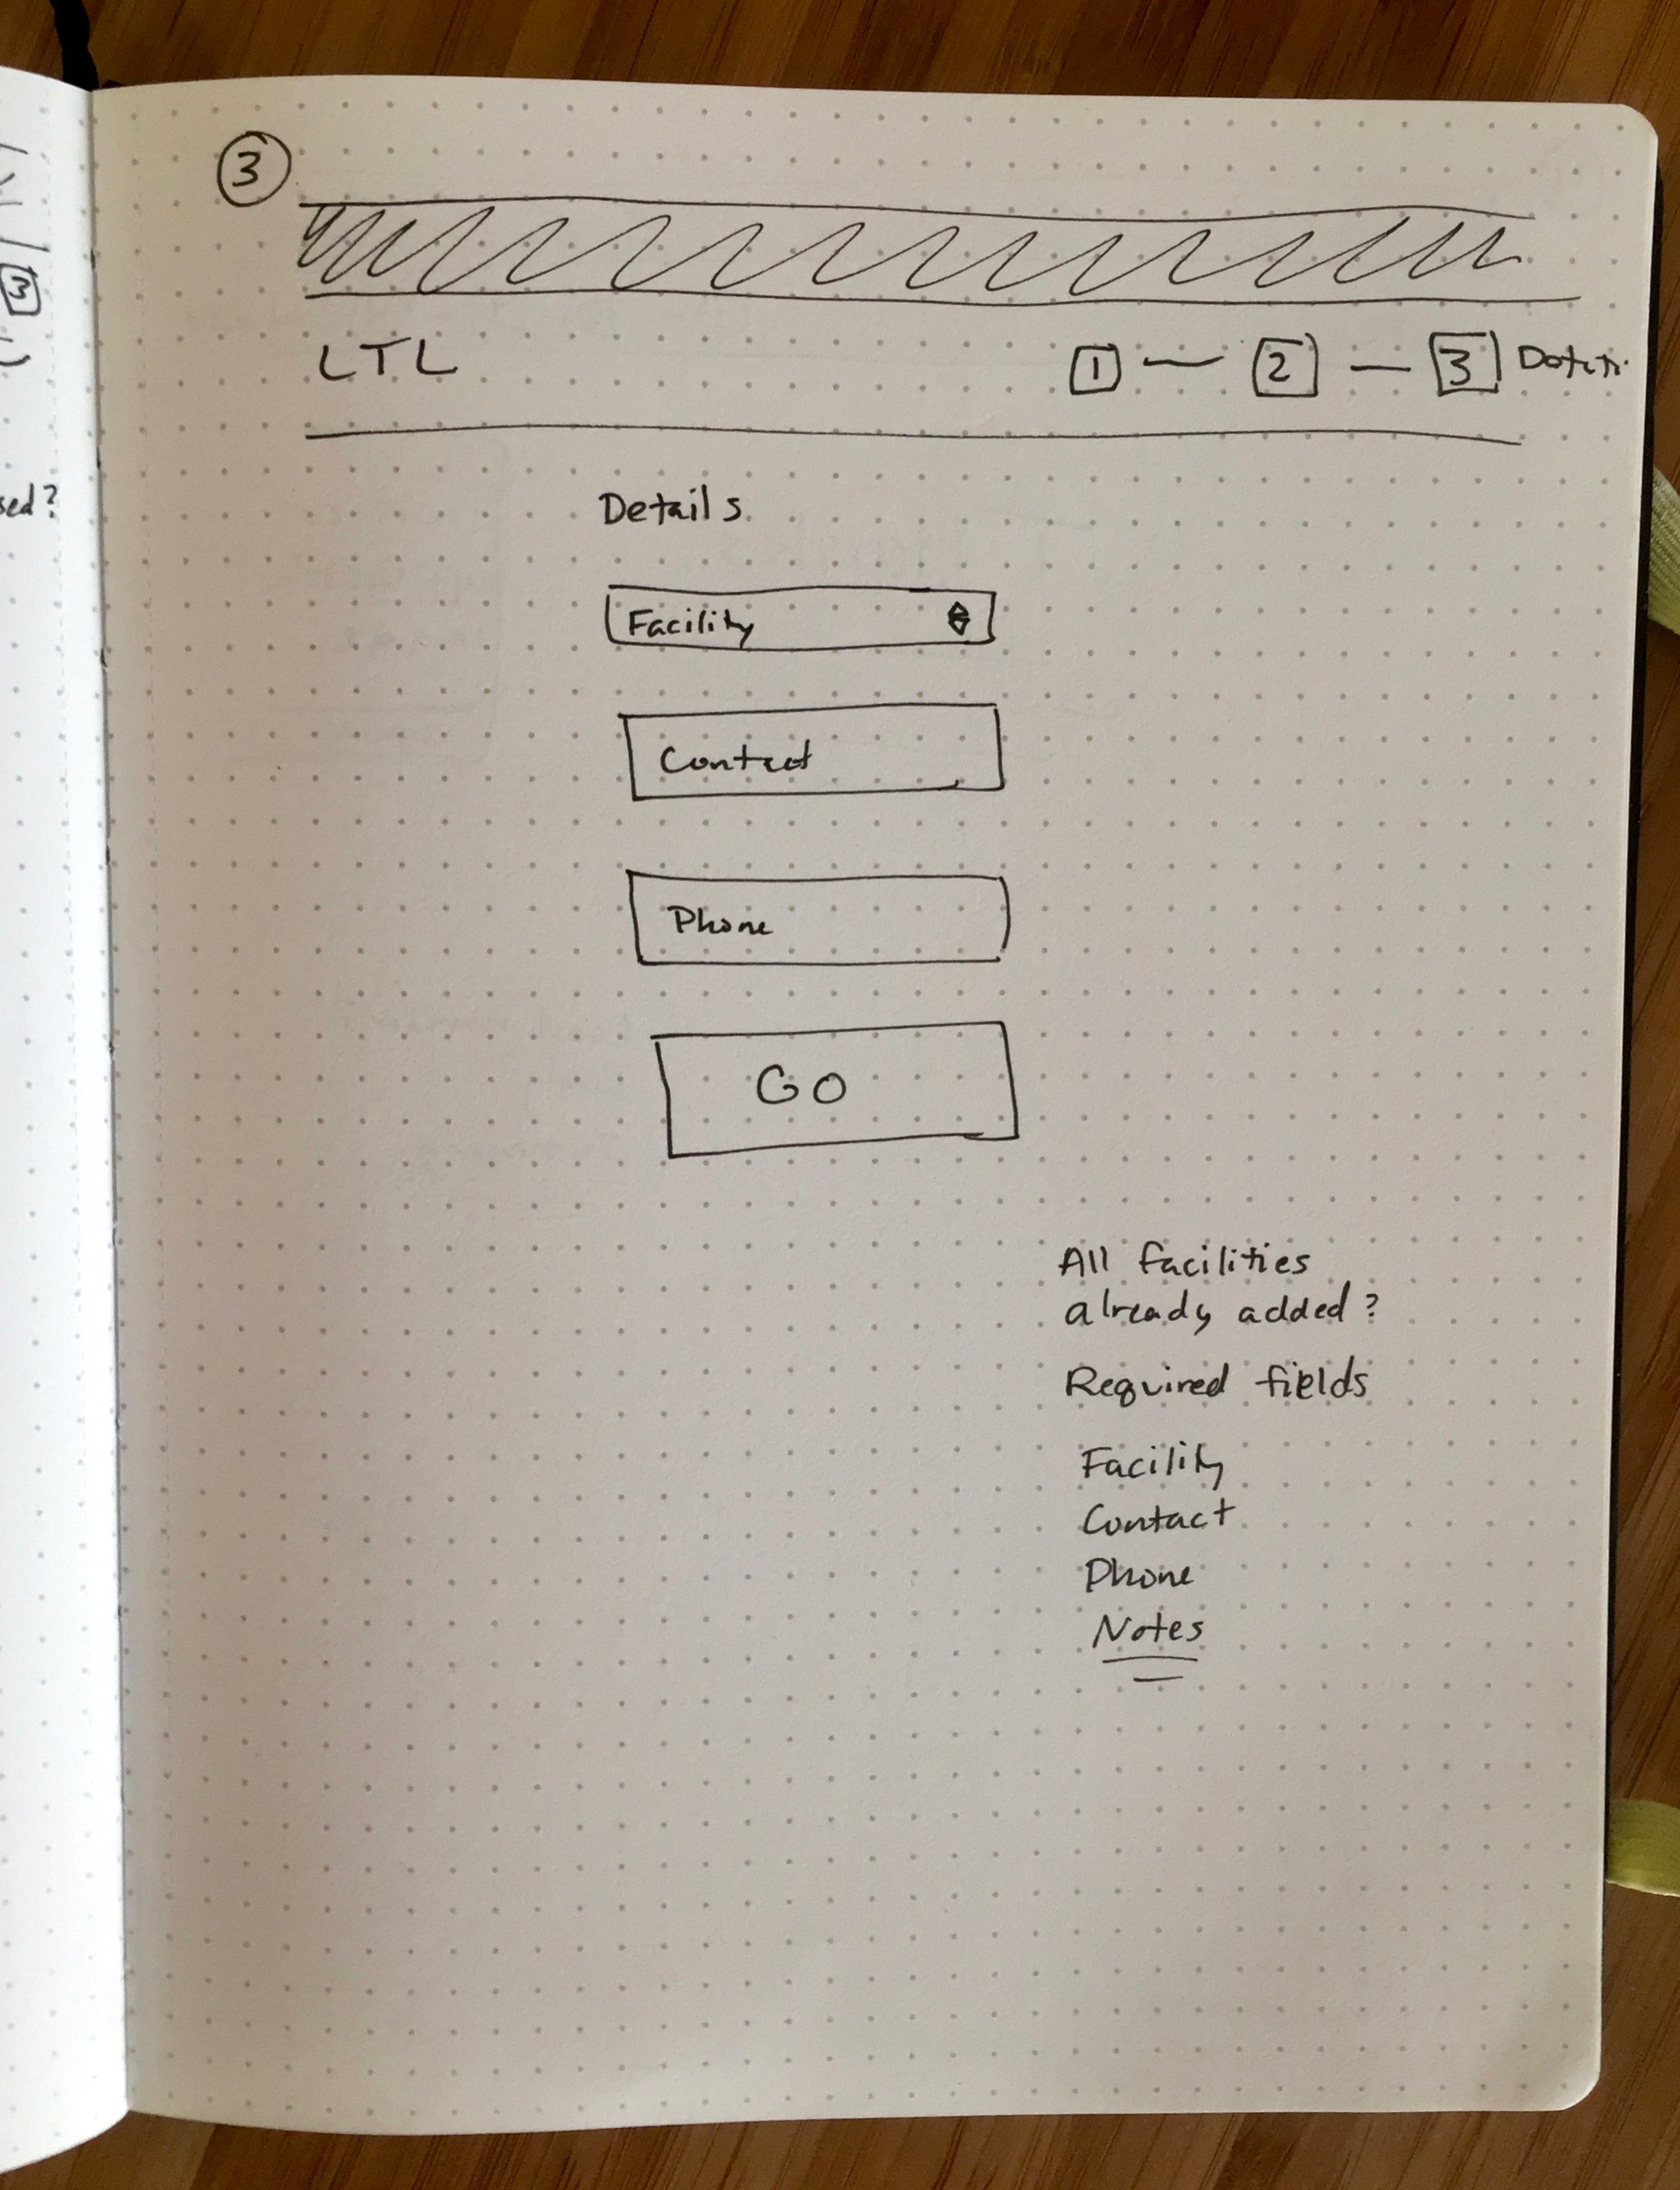 3
LTL
1 — 2 — 3
Details
Facility
Contact
Phone
GO
All facilities
already added?
Required fields
Facility
Contact
Phone
Notes
3
sed?